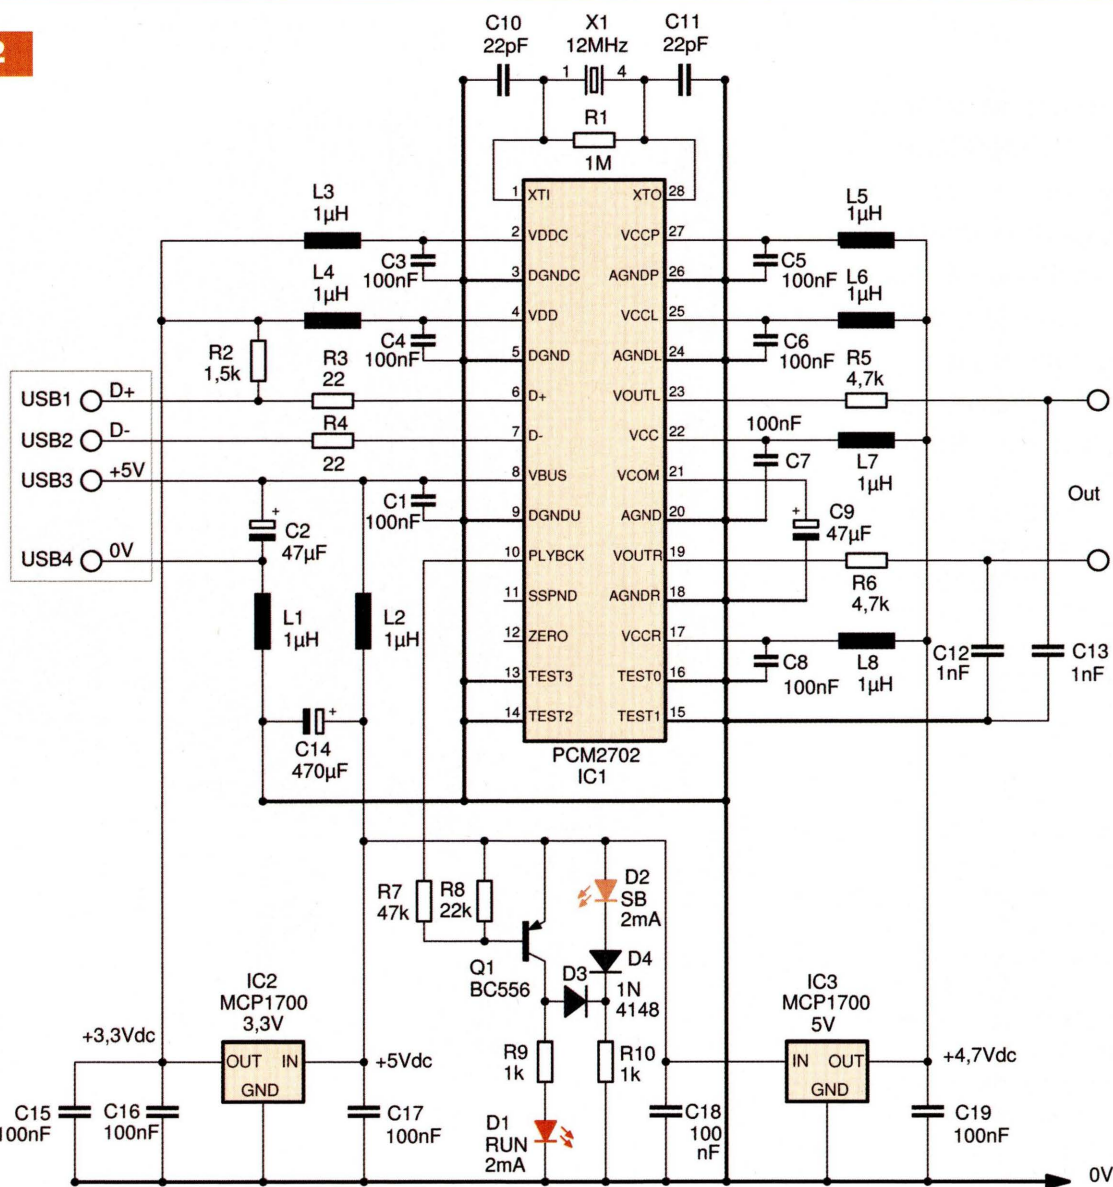 2
C10
22pF
X1
12MHz
C11
22pF
1
4
R1
1M
1 XTI
XTO 28
L3
1µH
2 VDDC
VCCP 27
L5
1µH
C3
100nF
3 DGNDC
AGNDP 26
C5
100nF
L4
1µH
4 VDD
VCCL 25
L6
1µH
R2
1,5k
C4
100nF
5 DGND
AGNDL 24
C6
100nF
R3
22
R5
4,7k
USB1 D+
6 D+
VOUTL 23
R4
22
USB2 D-
7 D-
VCC 22
100nF
C7
L7
1µH
USB3 +5V
8 VBUS
VCOM 21
C1
100nF
9 DGNDU
AGND 20
+
C2
47µF
+
C9
47µF
Out
USB4 0V
10 PLYBCK
VOUTR 19
R6
4,7k
11 SSPND
AGNDR 18
L1
1µH
L2
1µH
12 ZERO
VCCR 17
C8
100nF
L8
1µH
C12
1nF
C13
1nF
13 TEST3
TEST0 16
14 TEST2
TEST1 15
+
C14
470µF
PCM2702
IC1
R7
47k
R8
22k
D2
SB
2mA
Q1
BC556
D3
D4
1N
4148
IC2
MCP1700
3,3V
IC3
MCP1700
5V
+3,3Vdc
OUT IN
GND
+5Vdc
R9
1k
R10
1k
IN OUT
GND
+4,7Vdc
C15
100nF
C16
100nF
C17
100nF
D1
RUN
2mA
C18
100
nF
C19
100nF
0V